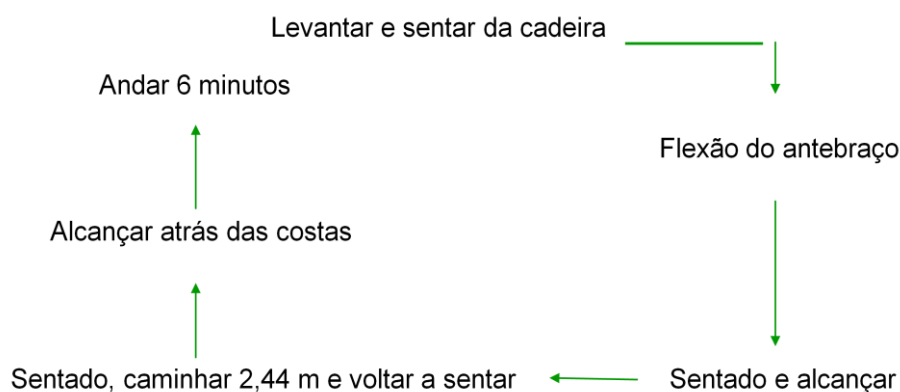 Levantar e sentar da cadeira
Andar 6 minutos
Flexão do antebraço
Alcançar atrás das costas
Sentado, caminhar 2,44 m e voltar a sentar
Sentado e alcançar